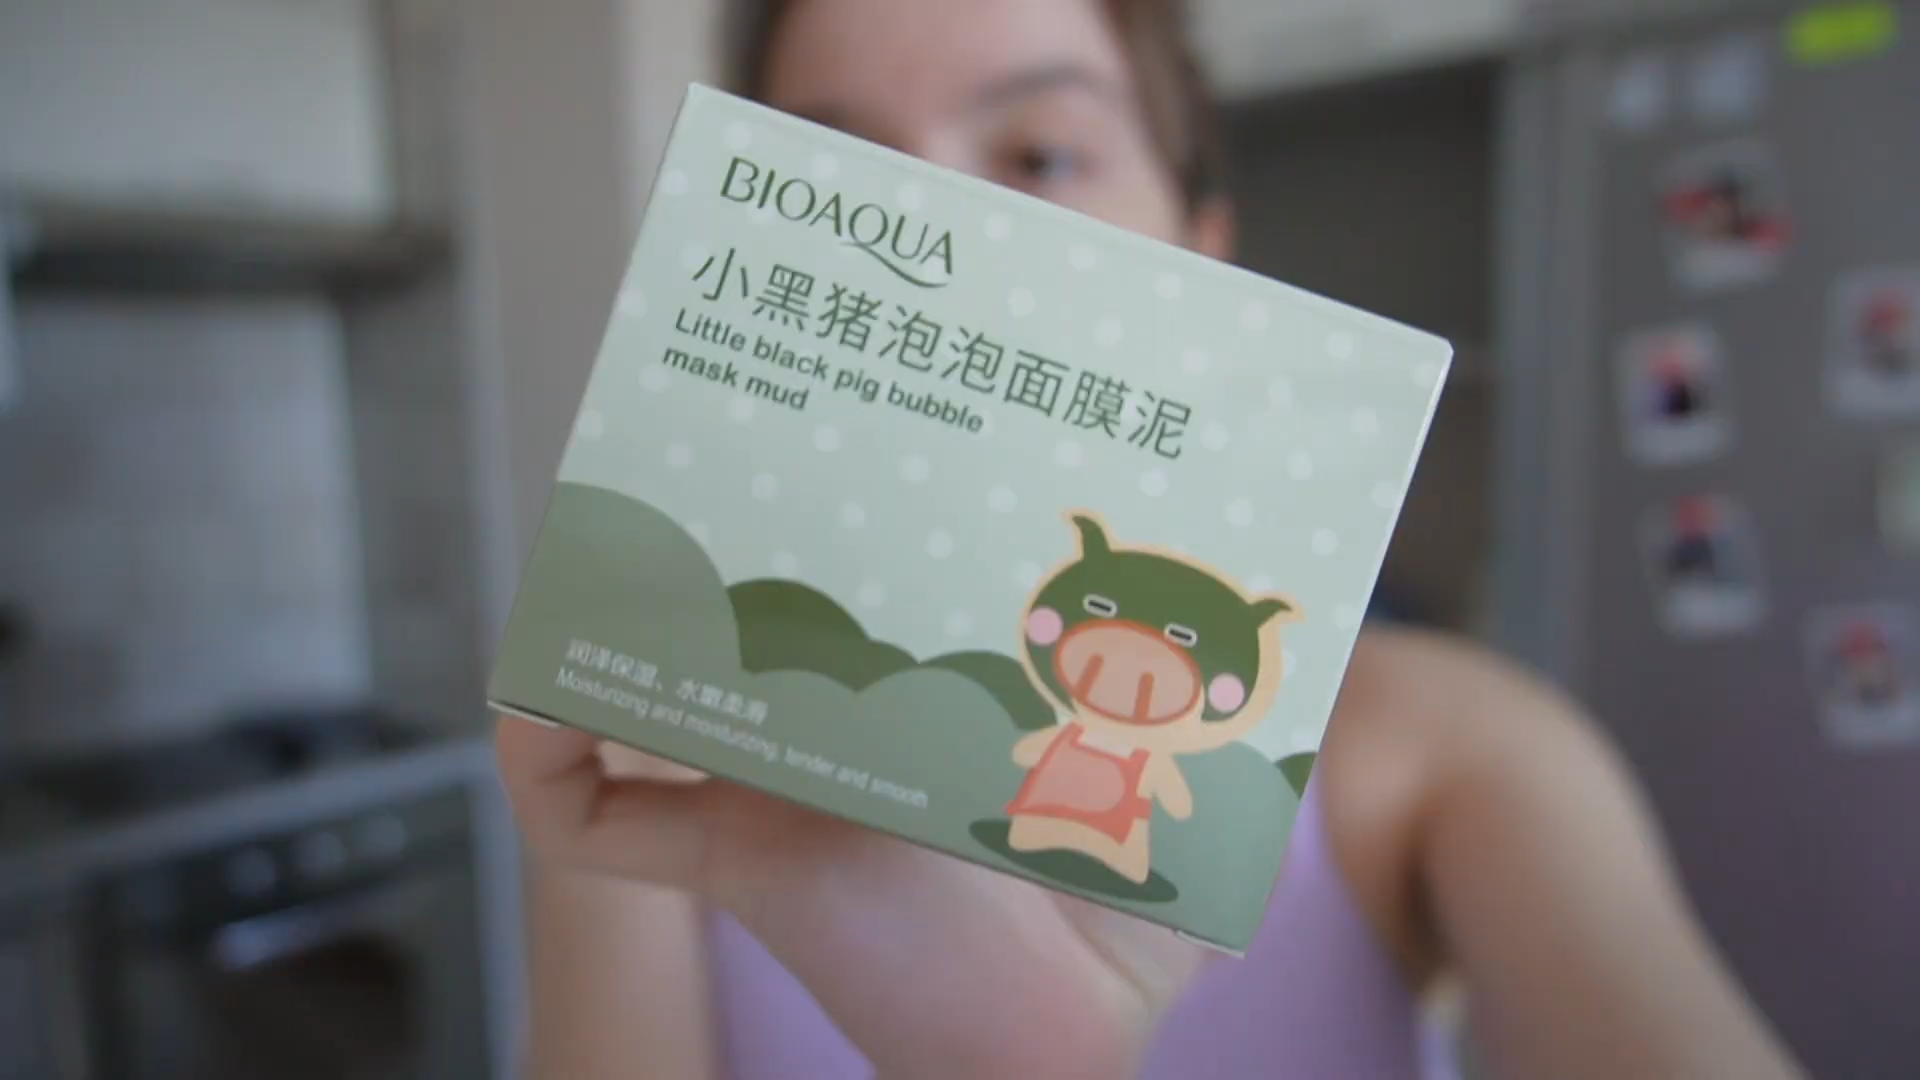 BIOAQUA
小黑猪泡泡面膜泥
Little black pig bubble
mask mud
润泽保湿、水嫩柔滑
Moisturizing and moisturizing, tender and smooth